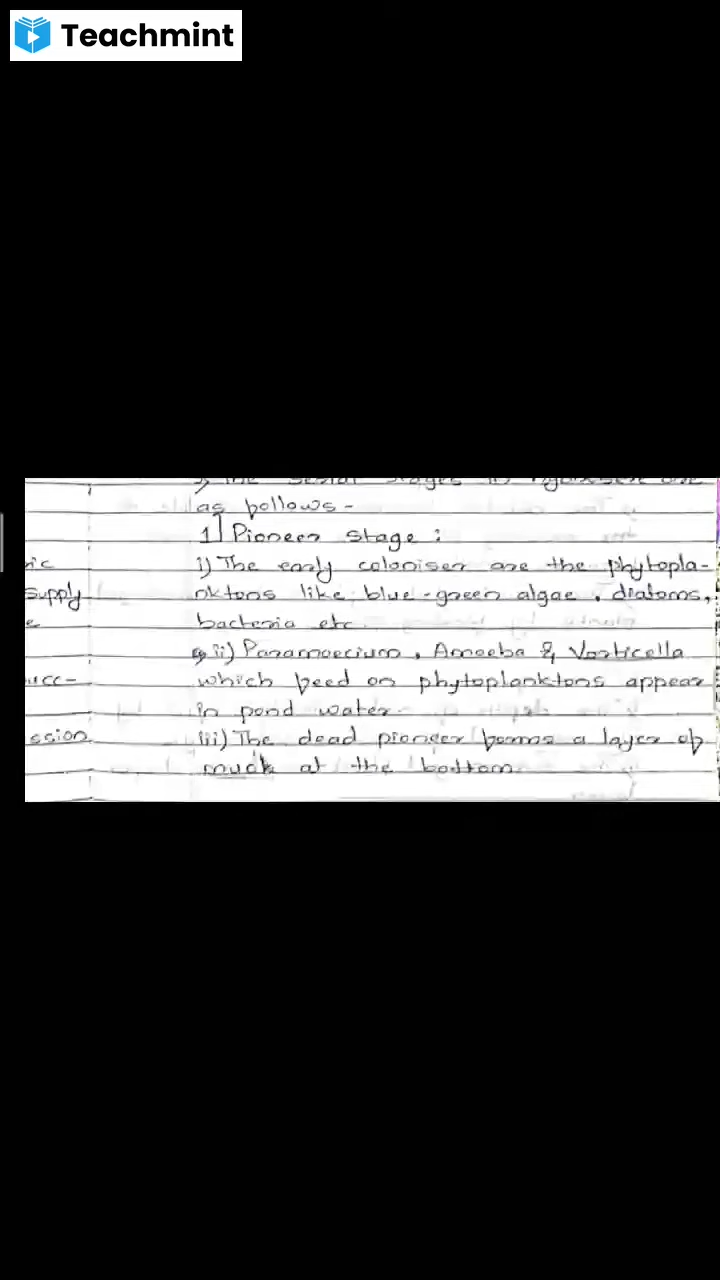 Teachmint
as follows-
1] Pioneer stage :
i) The early coloniser are the phytopla-
nktons like blue-green algae, diatoms,
bacteria etc.
ii) Paramoecium, Amoeba & Vorticella
which feed on phytoplanktons appear
in pond water.
iii) The dead pioneer forms a layer of
muck at the bottom.
ic
supply
e
ucc-
ssion